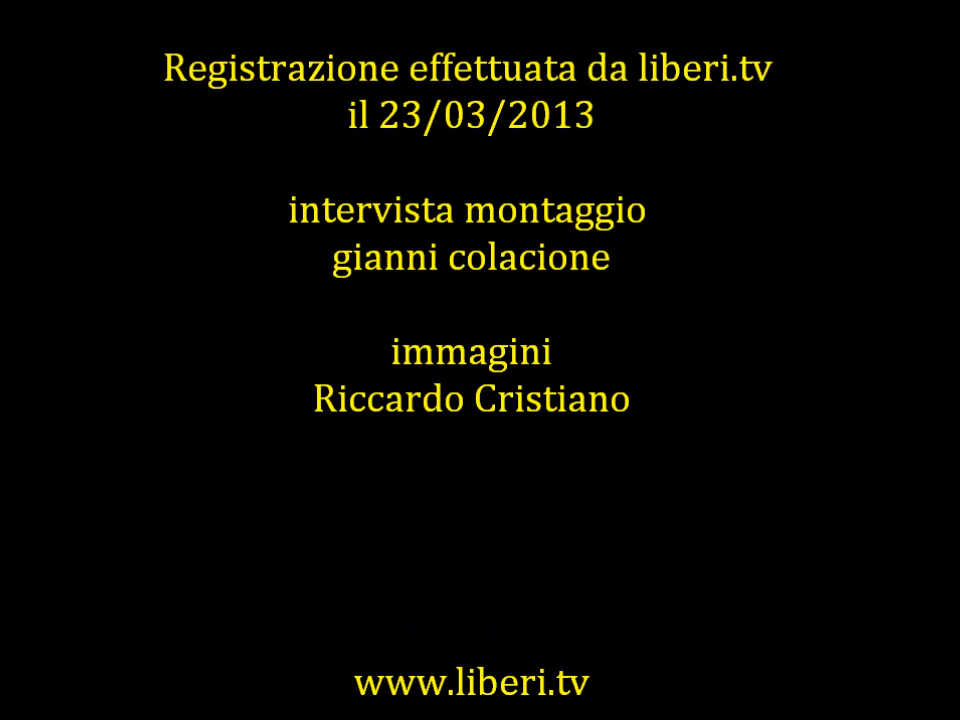 Registrazione effettuata da liberi.tv
il 23/03/2013
intervista montaggio
gianni colacione
immagini
Riccardo Cristiano
www.liberi.tv